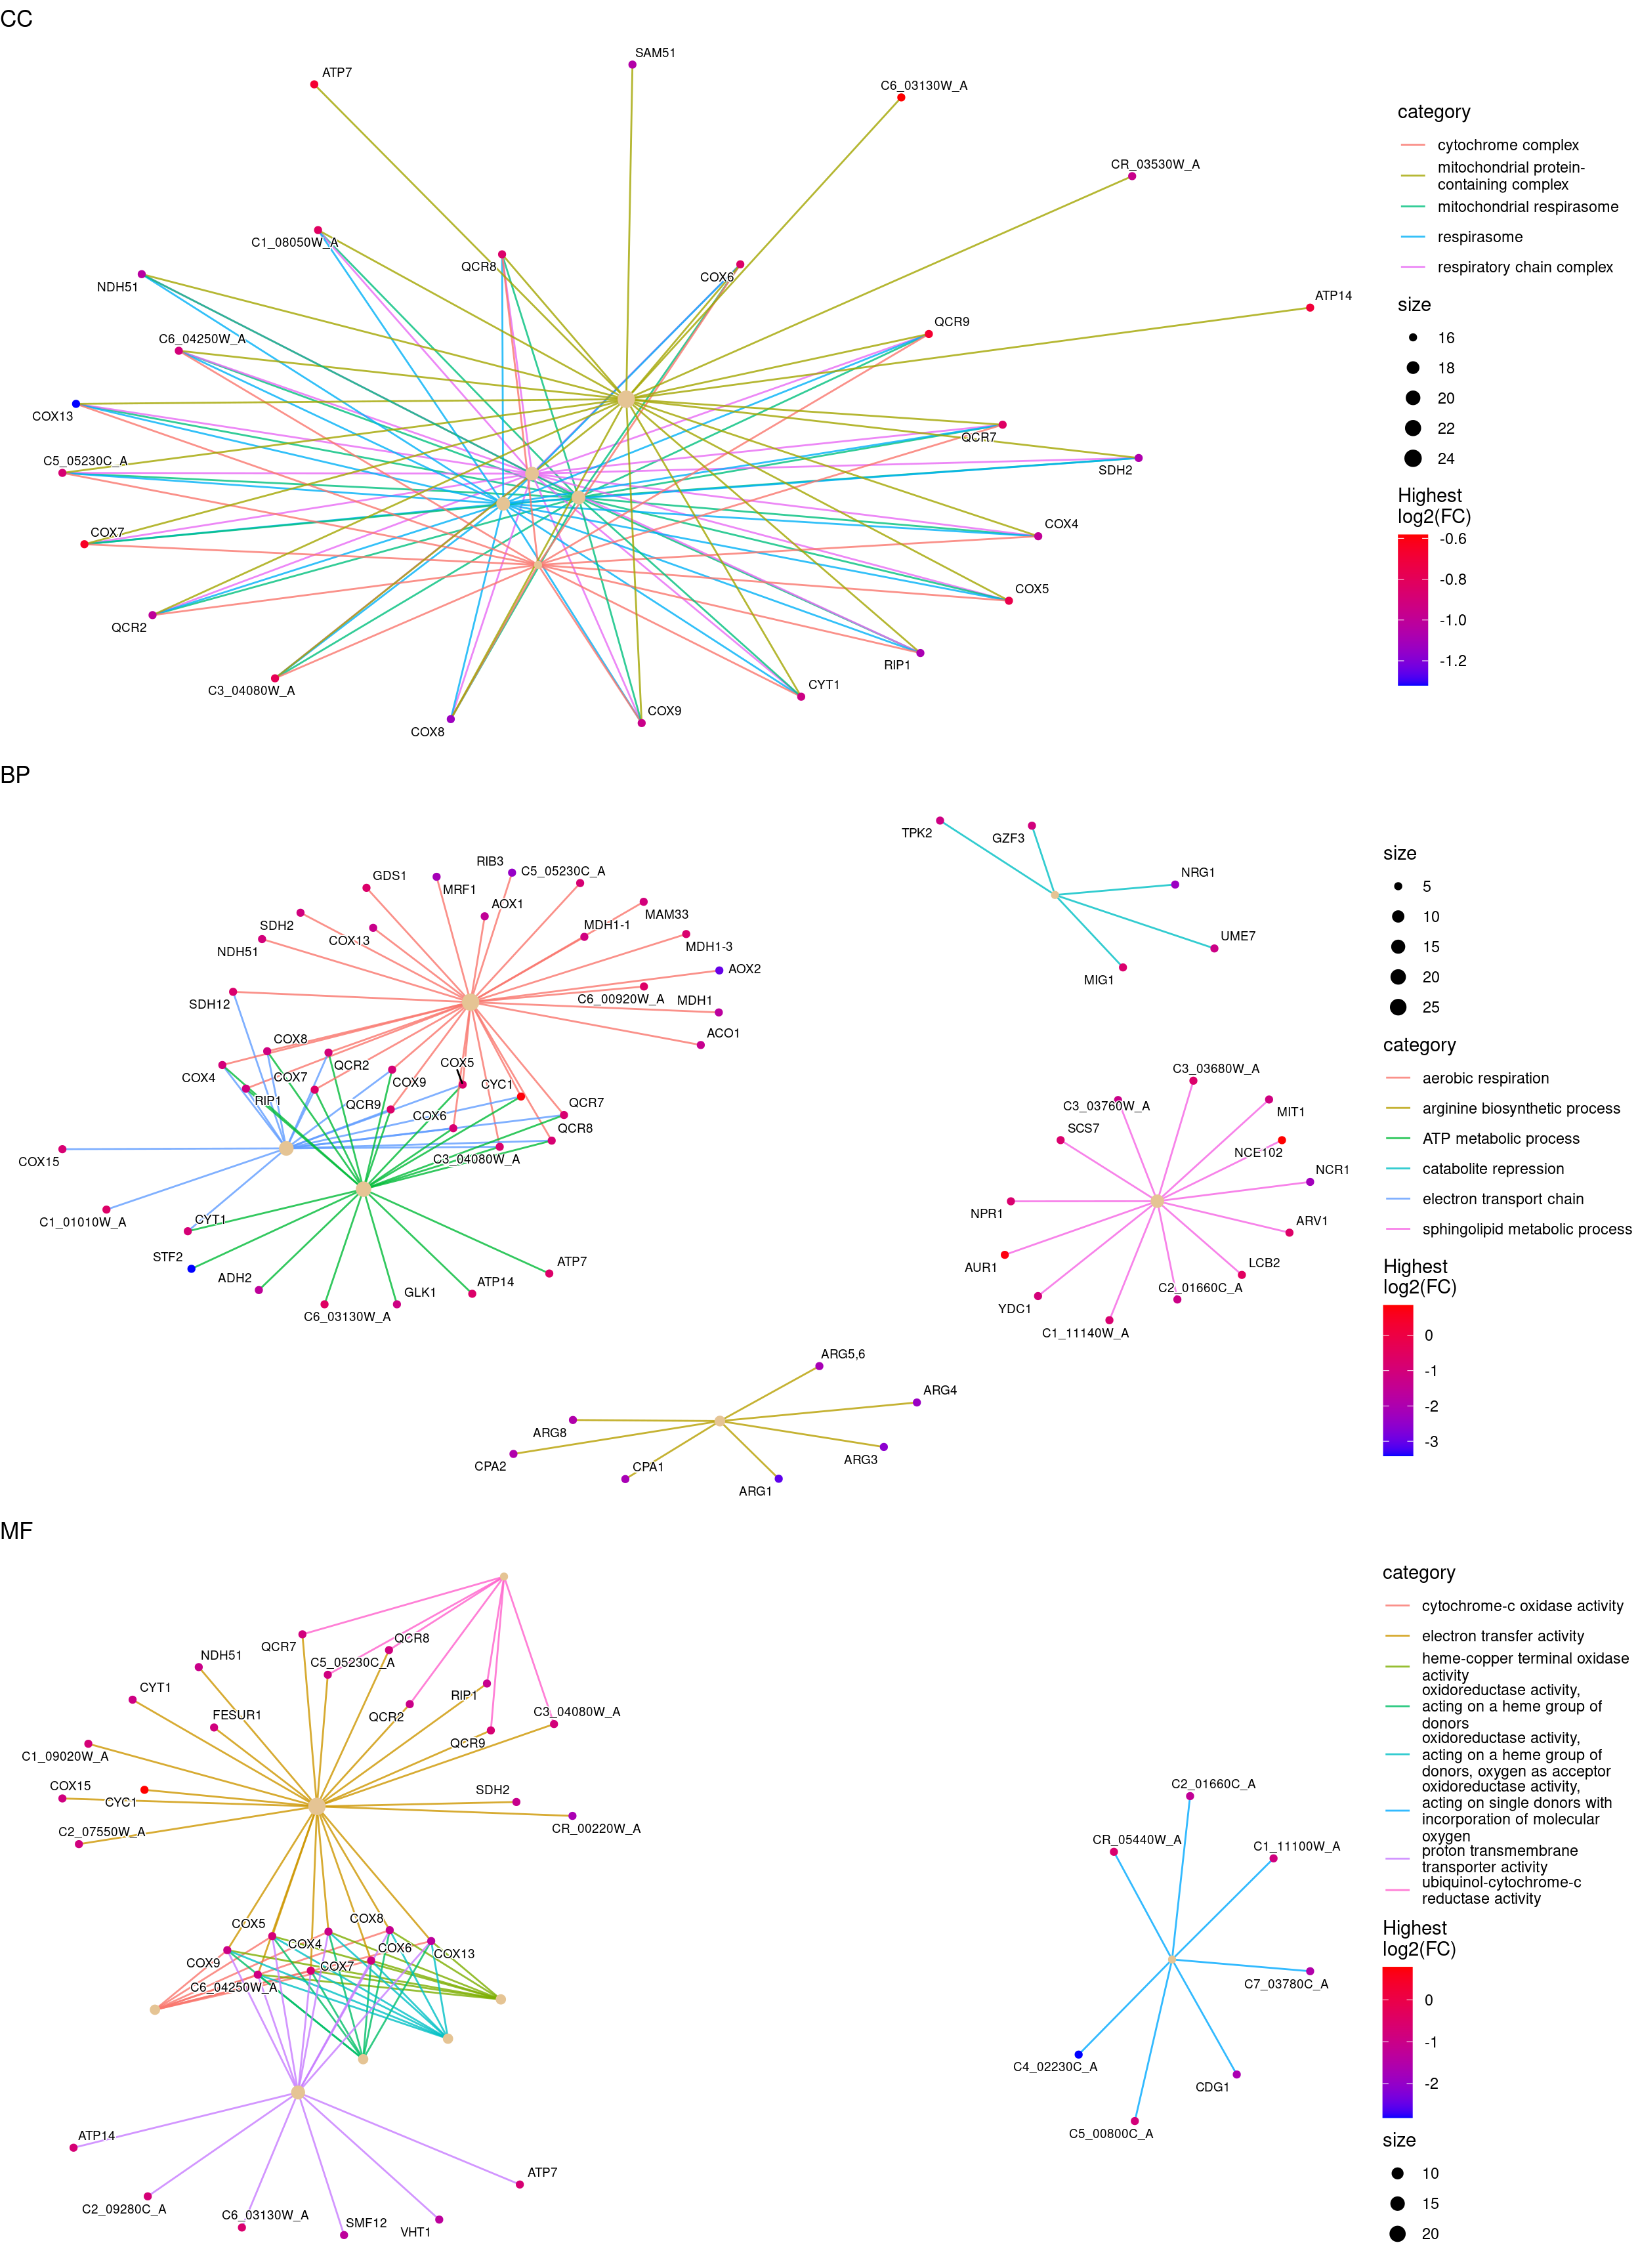 CC
SAM51
ATP7
C6_03130W_A
CR_03530W_A
C1_08050W_A
QCR8
COX6
NDH51
ATP14
QCR9
C6_04250W_A
COX13
QCR7
C5_05230C_A
SDH2
COX7
COX4
COX5
QCR2
RIP1
C3_04080W_A
CYT1
COX9
COX8
category
cytochrome complex
mitochondrial protein-
containing complex
mitochondrial respirasome
respirasome
respiratory chain complex
size
16
18
20
22
24
Highest
log2(FC)
-0.6
-0.8
-1.0
-1.2
BP
TPK2
GZF3
NRG1
UME7
MIG1
RIB3
C5_05230C_A
GDS1
MRF1
AOX1
MAM33
SDH2
MDH1-1
COX13
MDH1-3
NDH51
AOX2
C6_00920W_A
MDH1
SDH12
ACO1
COX8
COX5
COX4
COX7
QCR2
COX9
CYC1
RIP1
QCR9
COX6
QCR7
QCR8
COX15
C3_04080W_A
C1_01010W_A
CYT1
STF2
ADH2
ATP7
ATP14
GLK1
C6_03130W_A
C3_03680W_A
C3_03760W_A
MIT1
SCS7
NCE102
NCR1
NPR1
ARV1
AUR1
LCB2
C2_01660C_A
YDC1
C1_11140W_A
ARG5,6
ARG4
ARG8
ARG3
CPA2
CPA1
ARG1
size
5
10
15
20
25
category
aerobic respiration
arginine biosynthetic process
ATP metabolic process
catabolite repression
electron transport chain
sphingolipid metabolic process
Highest
log2(FC)
0
-1
-2
-3
MF
QCR7
QCR8
NDH51
C5_05230C_A
CYT1
RIP1
FESUR1
QCR2
C3_04080W_A
C1_09020W_A
QCR9
COX15
SDH2
CYC1
CR_00220W_A
C2_07550W_A
COX5
COX8
COX4
COX6
COX13
COX9
COX7
C6_04250W_A
ATP14
ATP7
C2_09280C_A
C6_03130W_A
SMF12
VHT1
C2_01660C_A
CR_05440W_A
C1_11100W_A
C7_03780C_A
C4_02230C_A
CDG1
C5_00800C_A
category
cytochrome-c oxidase activity
electron transfer activity
heme-copper terminal oxidase
activity
oxidoreductase activity,
acting on a heme group of
donors
oxidoreductase activity,
acting on a heme group of
donors, oxygen as acceptor
oxidoreductase activity,
acting on single donors with
incorporation of molecular
oxygen
proton transmembrane
transporter activity
ubiquinol-cytochrome-c
reductase activity
Highest
log2(FC)
0
-1
-2
size
10
15
20